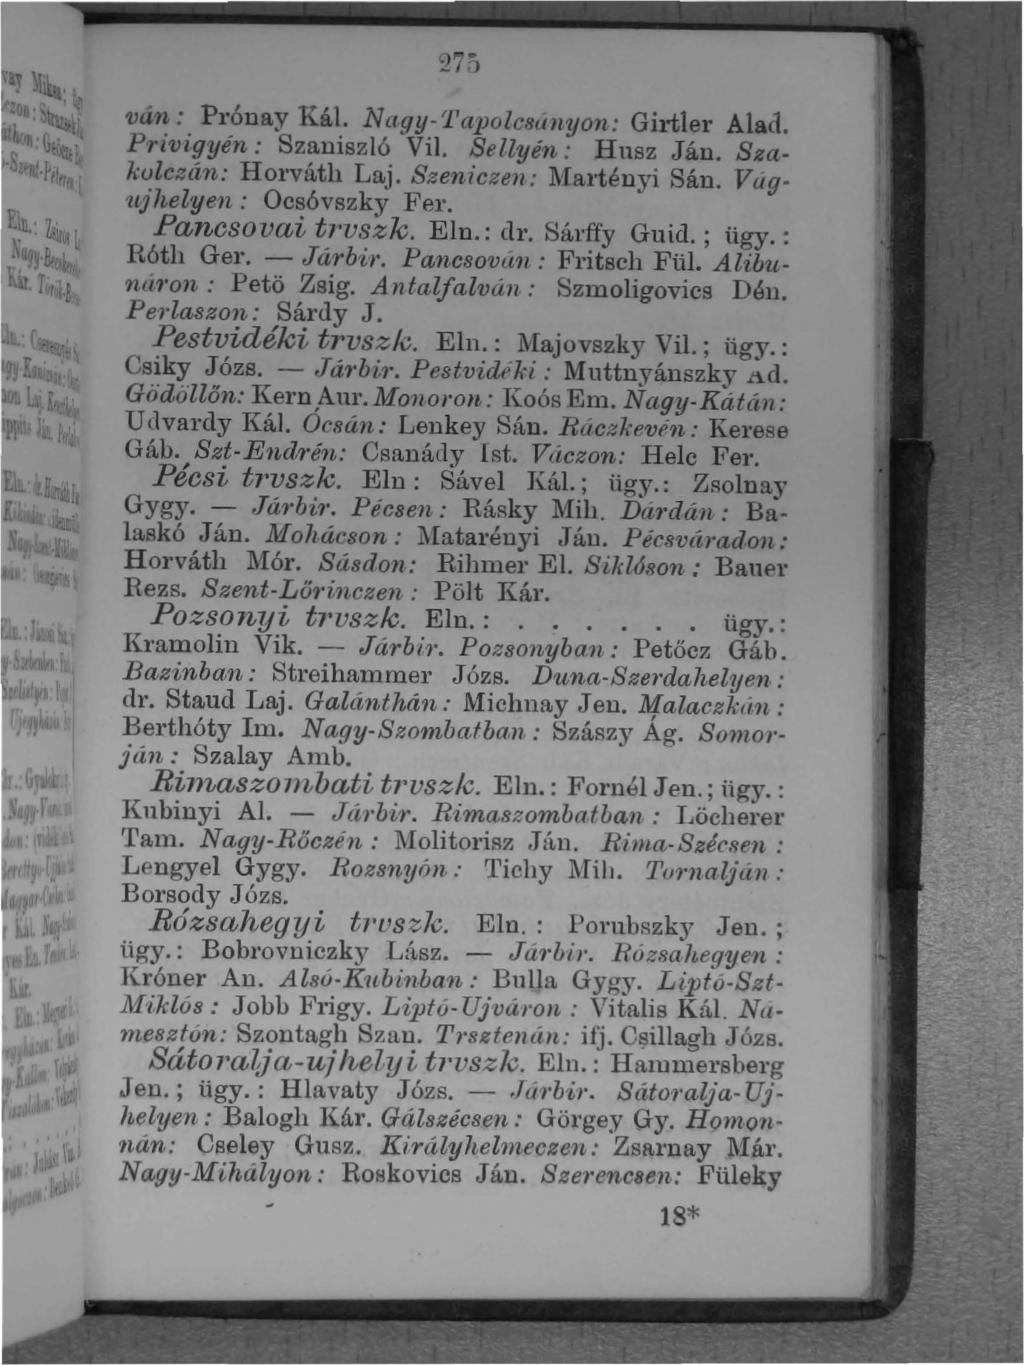 275
ván: Prónay Kál. Nagy-Tapolcsányon: Girtler Alad.
Privigyén: Szaniszló Vil. Sellyén: Husz Ján. Sza-
kolczán: Horváth Laj. Szeniczen: Martényi Sán. Vág-
ujhelyen: Ocsóvszky Fer.
Pancsovai trvszk. Eln.: dr. Sárffy Guid.; ügy.:
Róth Ger. — Járbir. Pancsován: Fritsch Fül. Alibu-
náron: Pető Zsig. Antalfalván: Szmoligovics Dén.
Perlaszon: Sárdy J.
Pestvidéki trvszk. Eln.: Majovszky Vil.; ügy.:
Csiky Józs. — Járbir. Pestvidéki: Muttnyánszky Ad.
Gödöllőn: Kern Aur. Monoron: Koós Em. Nagy-Kátán:
Udvardy Kál. Ócsán: Lenkey Sán. Ráczkevén: Kerese
Gáb. Szt-Endrén: Csanády Ist. Váczon: Helc Fer.
Pécsi trvszk. Eln: Sável Kál.; ügy.: Zsolnay
Gygy. — Járbir. Pécsen: Rásky Mih. Dárdán: Ba-
laskó Ján. Mohácson: Matarényi Ján. Pécsváradon:
Horváth Mór. Sásdon: Rihmer El. Siklóson: Bauer
Rezs. Szent-Lőrinczen: Pölt Kár.
Pozsonyi trvszk. Eln.: . . . . . . ügy.:
Kramolin Vik. — Járbir. Pozsonyban: Petőcz Gáb.
Bazinban: Streihammer Józs. Duna-Szerdahelyen:
dr. Staud Laj. Galánthán: Michnay Jen. Malaczkán:
Berthóty Im. Nagy-Szombatban: Szászy Ág. Somor-
ján: Szalay Amb.
Rimaszombati trvszk. Eln.: Fornél Jen.; ügy.:
Kubinyi Al. — Járbir. Rimaszombatban: Löcherer
Tam. Nagy-Rőczén: Molitorisz Ján. Rima-Szécsen:
Lengyel Gygy. Rozsnyón: Tichy Mih. Tornalján:
Borsody Józs.
Rózsahegyi trvszk. Eln.: Porubszky Jen.;
ügy.: Bobrovniczky Lász. — Járbir. Rózsahegyen:
Króner An. Alsó-Kubinban: Bulla Gygy. Liptó-Szt-
Miklós: Jobb Frigy. Liptó-Ujváron: Vitalis Kál. Ná-
mesztón: Szontagh Szan. Trsztenán: ifj. Csillagh Józs.
Sátoralja-ujhelyi trvszk. Eln.: Hammersberg
Jen.; ügy.: Hlavaty Józs. — Járbir. Sátoralja-Uj-
helyen: Balogh Kár. Gálszécsen: Görgey Gy. Homon-
nán: Cseley Gusz. Királyhelmeczen: Zsarnay Már.
Nagy-Mihályon: Roskovics Ján. Szerencsen: Füleky
18*